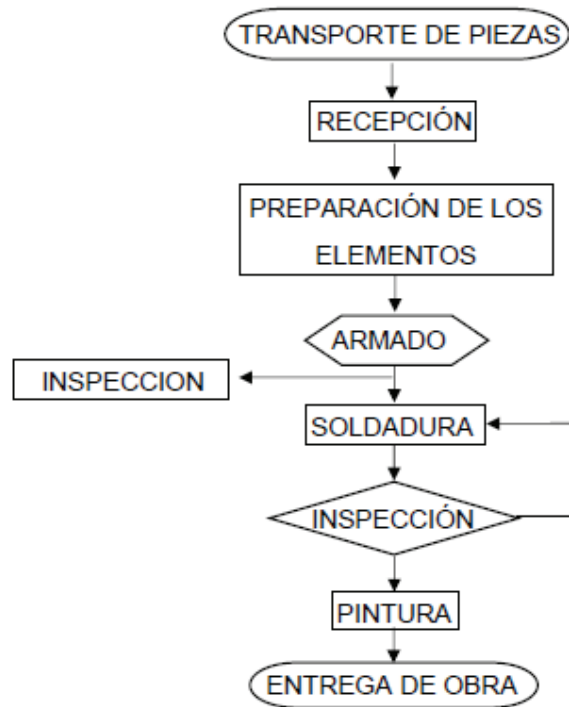 TRANSPORTE DE PIEZAS
RECEPCIÓN
PREPARACIÓN DE LOS
ELEMENTOS
ARMADO
INSPECCION
SOLDADURA
INSPECCIÓN
PINTURA
ENTREGA DE OBRA